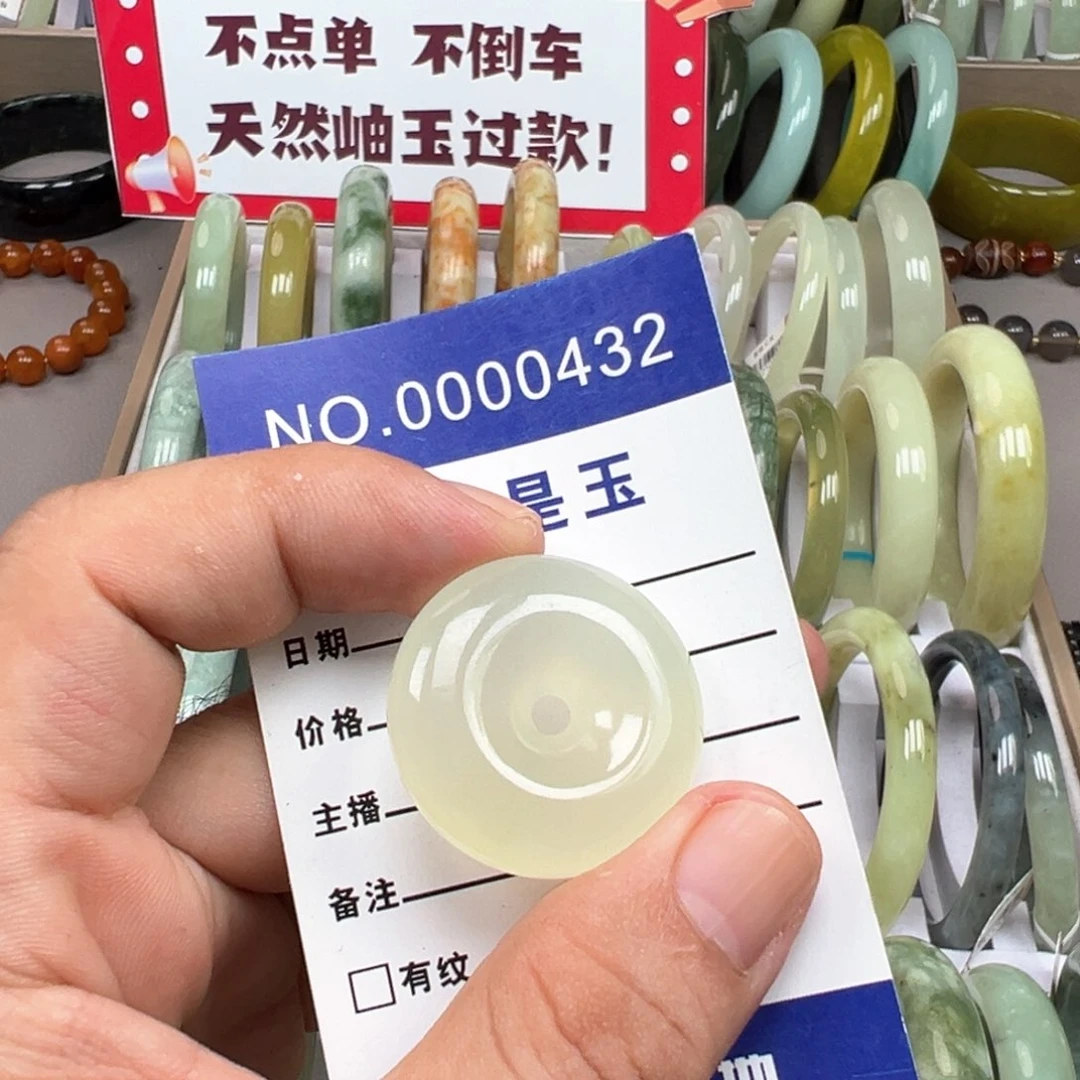 不点单 不倒车
天然岫玉过款!
NO.0000432
是玉
日期
价格
主播
备注
有纹